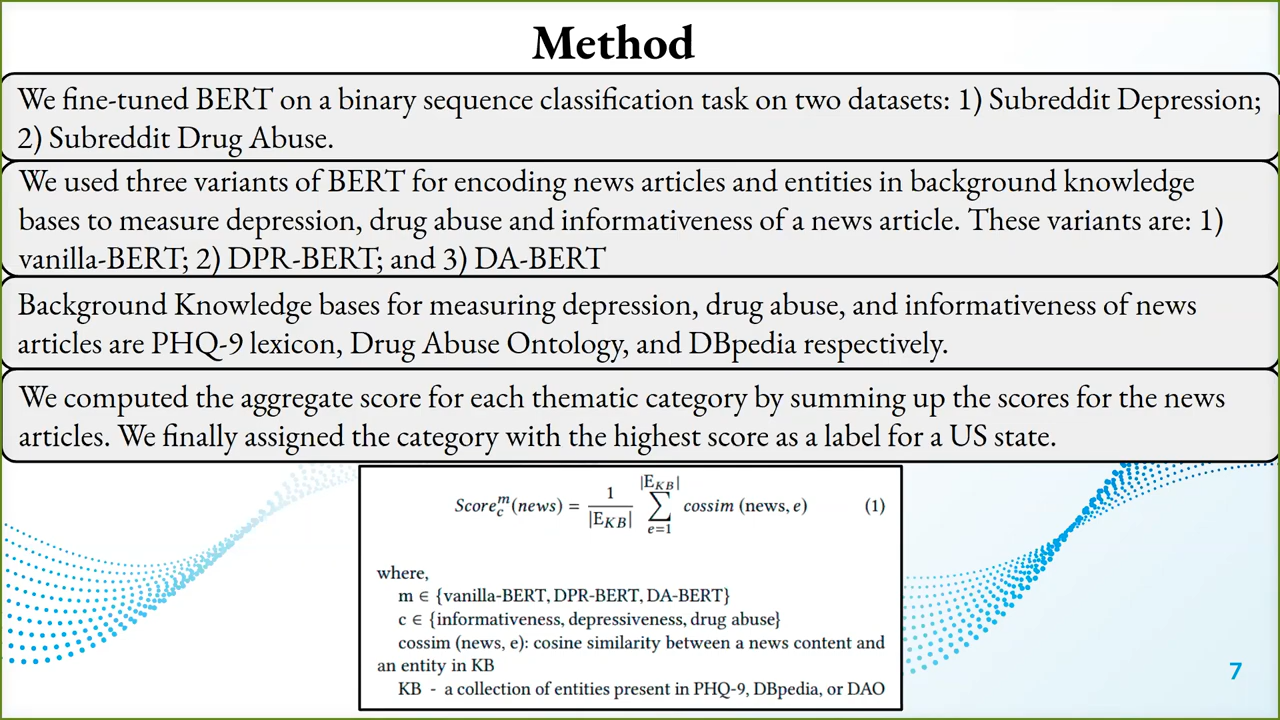 Method
We fine-tuned BERT on a binary sequence classification task on two datasets: 1) Subreddit Depression;
2) Subreddit Drug Abuse.
We used three variants of BERT for encoding news articles and entities in background knowledge
bases to measure depression, drug abuse and informativeness of a news article. These variants are: 1)
vanilla-BERT; 2) DPR-BERT; and 3) DA-BERT
Background Knowledge bases for measuring depression, drug abuse, and informativeness of news
articles are PHQ-9 lexicon, Drug Abuse Ontology, and DBpedia respectively.
We computed the aggregate score for each thematic category by summing up the scores for the news
articles. We finally assigned the category with the highest score as a label for a US state.
Score_c^m(news) = 1/|E_KB| ∑_{e=1}^{|E_KB|} cossim (news, e) (1)
where,
m ∈ {vanilla-BERT, DPR-BERT, DA-BERT}
c ∈ {informativeness, depressiveness, drug abuse}
cossim (news, e): cosine similarity between a news content and
an entity in KB
KB - a collection of entities present in PHQ-9, DBpedia, or DAO
7